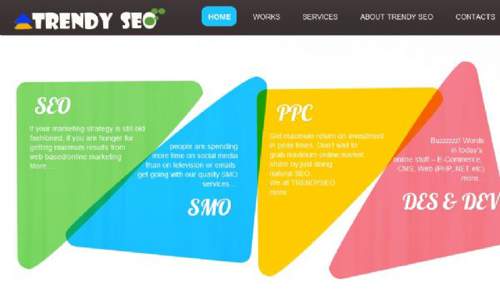 TRENDY SEO
HOME
WORKS
SERVICES
ABOUT TRENDY SEO
CONTACTS
SEO
If your marketing strategy is still old
fashioned, if you are hunger for
getting maximum results from
web based/online marketing
More ...
people are spending
more time on social media
than on television or emails
get going with our quality SMO
services...
SMO
PPC
Get maximum return on investment
in peak times. Don't wait to
grab maximum online market
share by just doing
natural SEO.
We at TRENDYSEO
more...
Buzzzzz! Words
in today's
online stuff – E-Commerce,
CMS, Web (PHP, .NET etc)
more...
DES & DEV